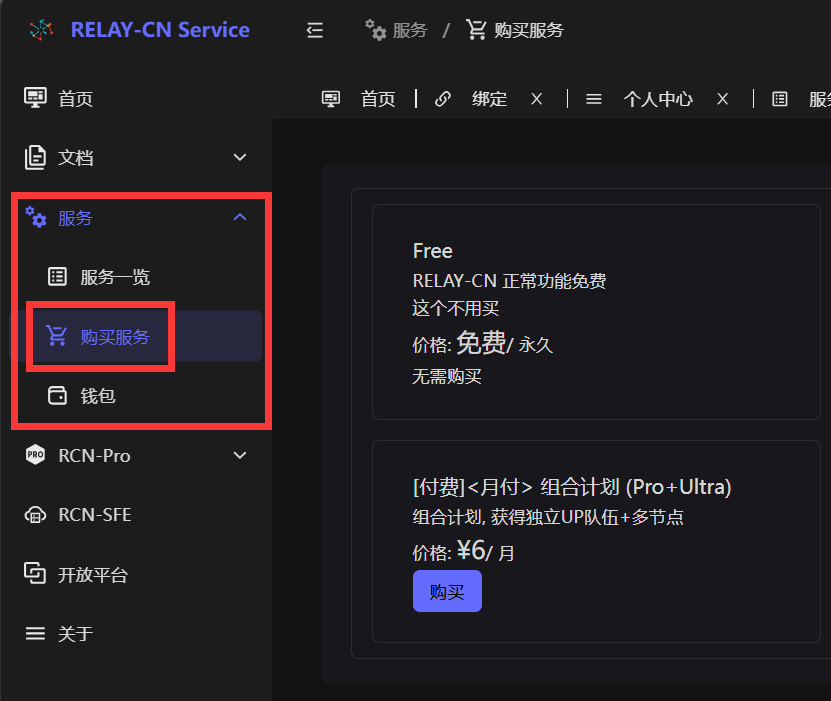 RELAY-CN Service
服务 / 购买服务
首页
文档
服务
服务一览
购买服务
钱包
PRO RCN-Pro
RCN-SFE
开放平台
关于
首页 | 绑定 X | 个人中心 X | 服务
Free
RELAY-CN 正常功能免费
这个不用买
价格: 免费/ 永久
无需购买
[付费]<月付> 组合计划 (Pro+Ultra)
组合计划, 获得独立UP队伍+多节点
价格: ¥6/ 月
购买